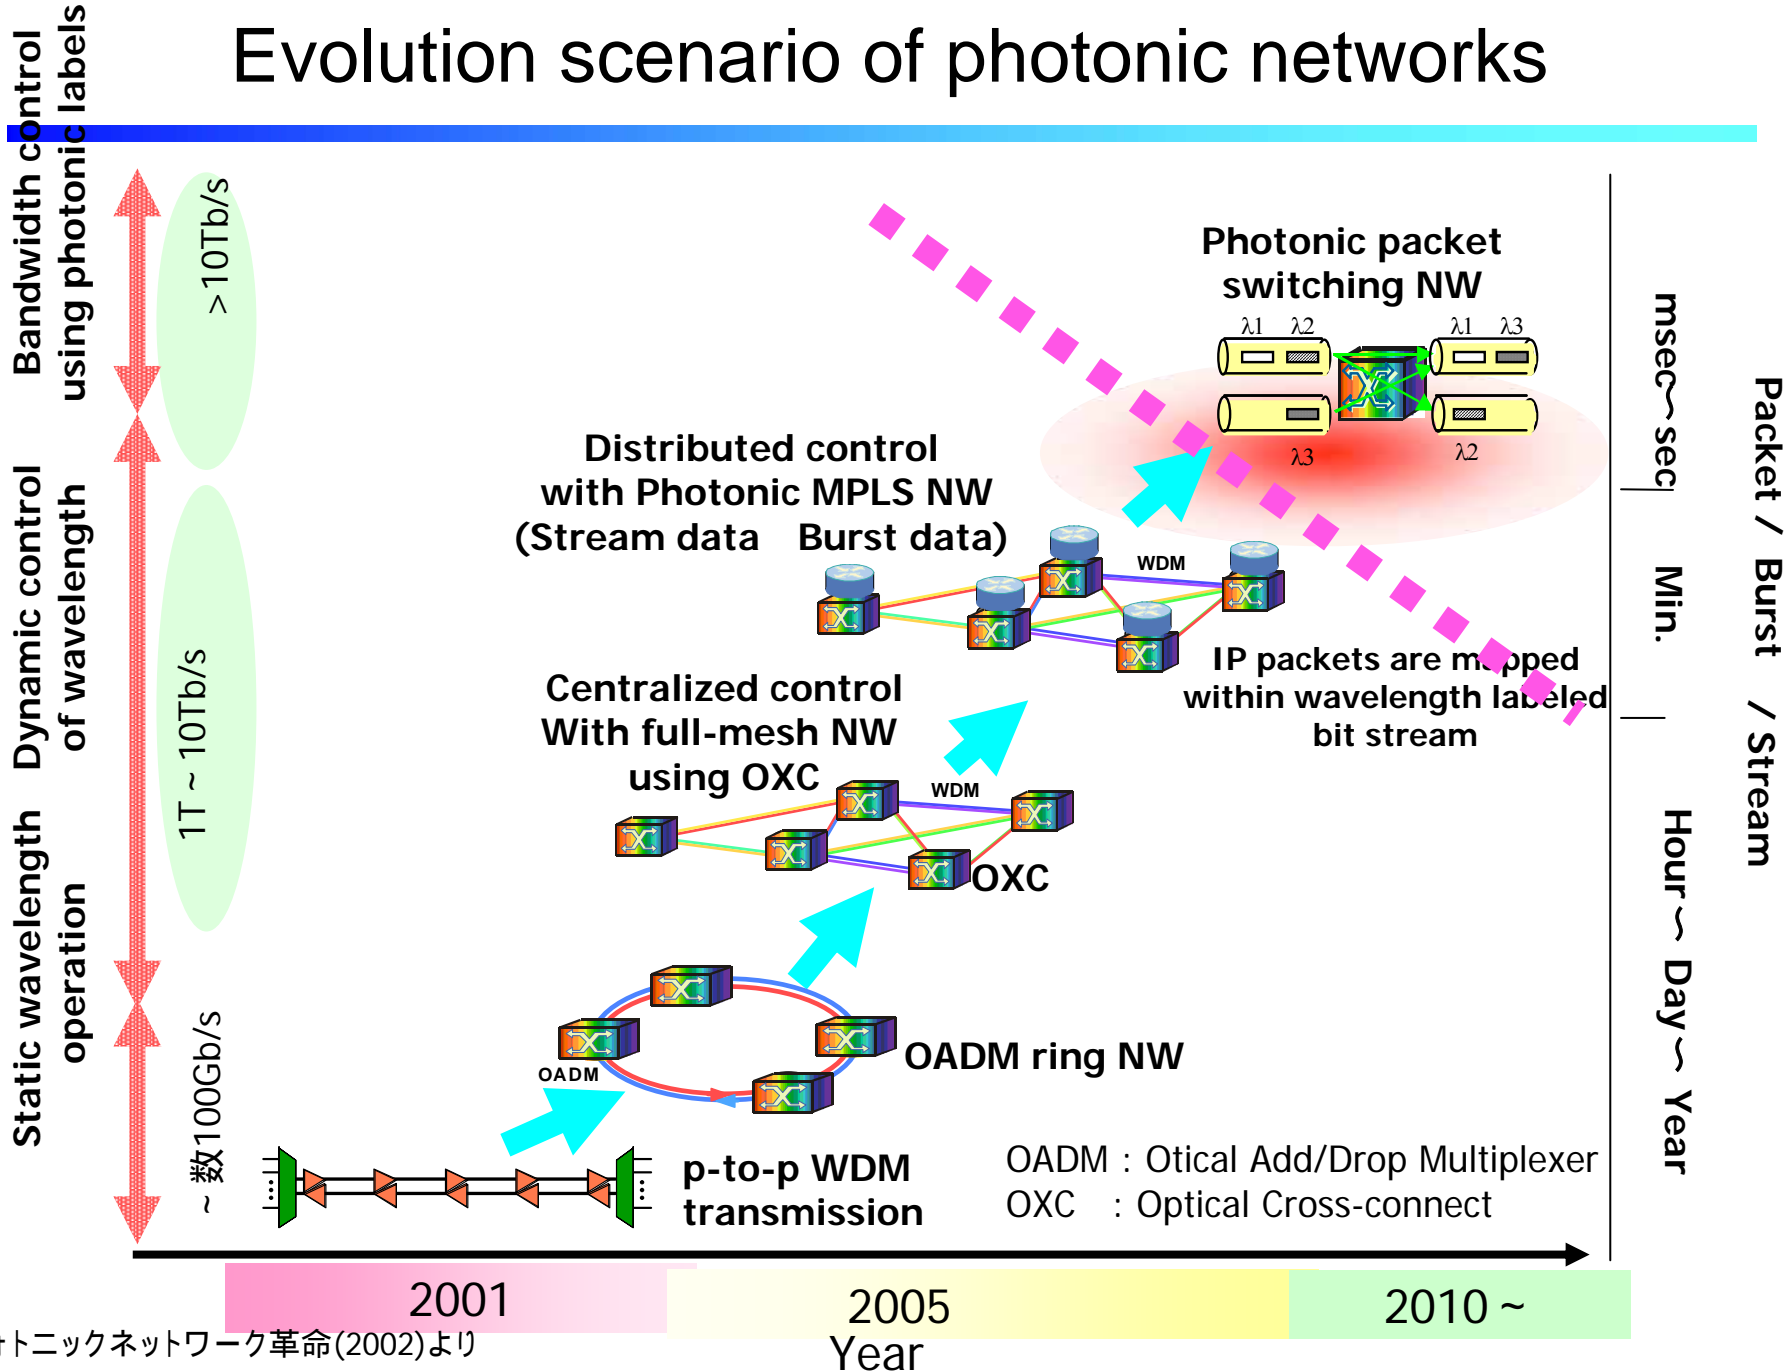 Evolution scenario of photonic networks
Bandwidth control
using photonic labels
Dynamic control
of wavelength
Static wavelength
operation
>10Tb/s
1T ~ 10Tb/s
~ 数100Gb/s
Photonic packet
switching NW
λ1 λ2 λ1 λ3
λ3 λ2
Distributed control
with Photonic MPLS NW
(Stream data Burst data)
WDM
IP packets are mapped
within wavelength labeled
bit stream
Centralized control
With full-mesh NW
using OXC
WDM
OXC
OADM ring NW
OADM
p-to-p WDM
transmission
OADM : Otical Add/Drop Multiplexer
OXC : Optical Cross-connect
msec~sec
Min.
Hour~ Day~ Year
Packet / Burst / Stream
2001
2005
2010 ~
Year
トニックネットワーク革命(2002)より